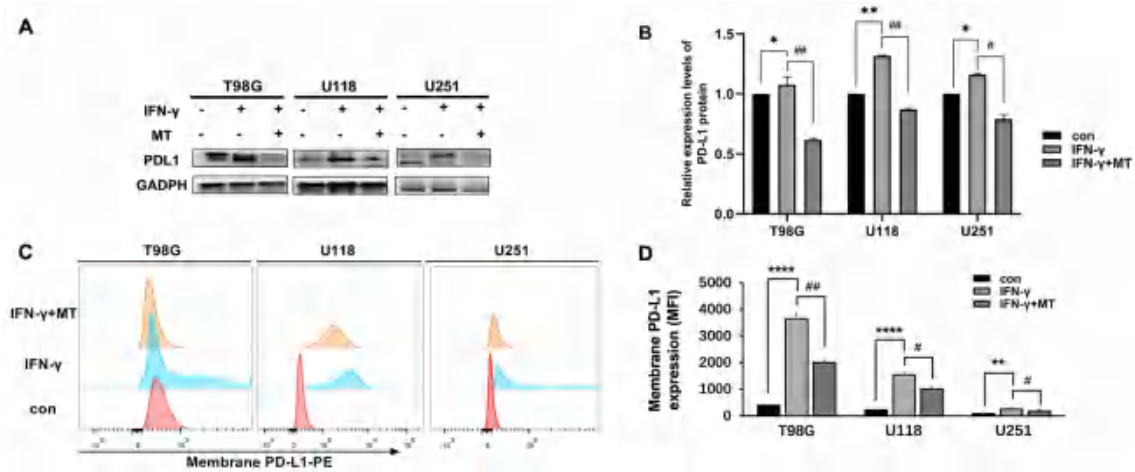 A
T98G U118 U251
IFN-γ - + + - + + - + +
MT - - + - - + - - +
PDL1
GADPH
B
Relative expression levels of
PD-L1 protein
1.5
1.0
0.5
0.0
* ## ** ## * #
con
IFN-γ
IFN-γ+MT
T98G U118 U251
C
T98G U118 U251
IFN-γ+MT
IFN-γ
con
Membrane PD-L1-PE
D
Membrane PD-L1
expression (MFI)
5000
4000
3000
2000
1000
0
**** ## **** # ** #
con
IFN-γ
IFN-γ+MT
T98G U118 U251